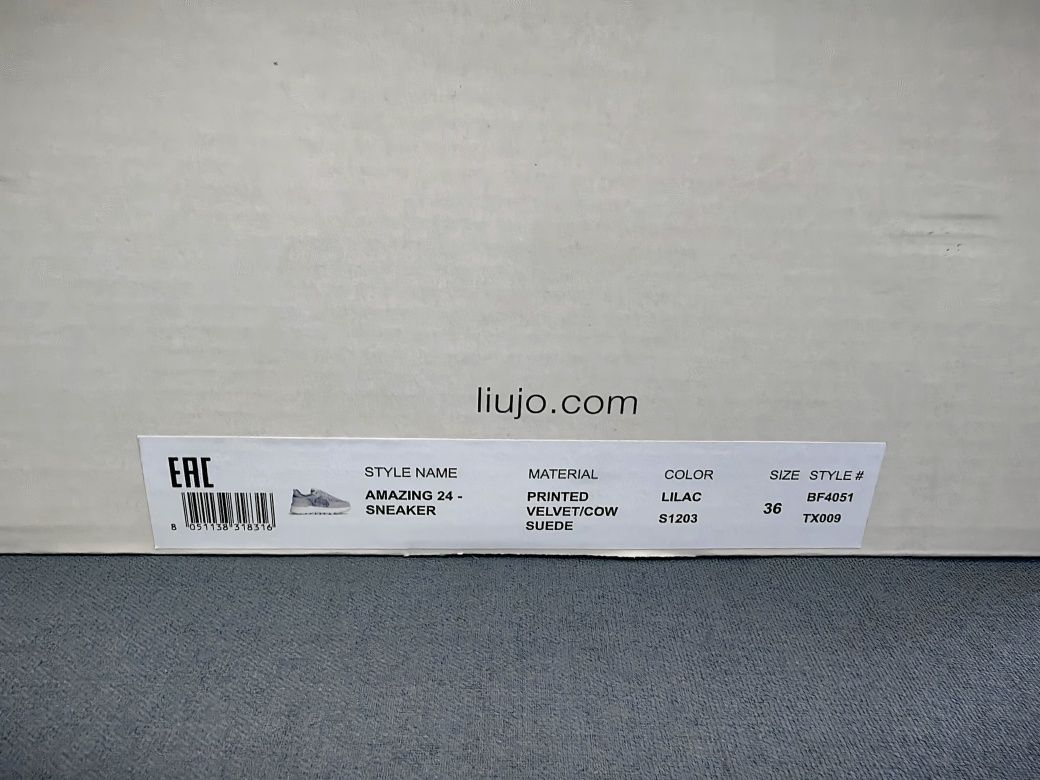 liujo.com
EAC
STYLE NAME MATERIAL COLOR SIZE STYLE #
AMAZING 24 - PRINTED LILAC 36 BF4051
SNEAKER VELVET/COW S1203 TX009
SUEDE
8 051138 318316